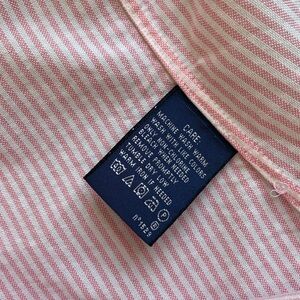 CARE:
MACHINE WASH WARM
WASH WITH LIKE COLORS
ONLY NON-CHLORINE
BLEACH WHEN NEEDED
TUMBLE DRY LOW
REMOVE PROMPTLY
WARM IRON IF NEEDED